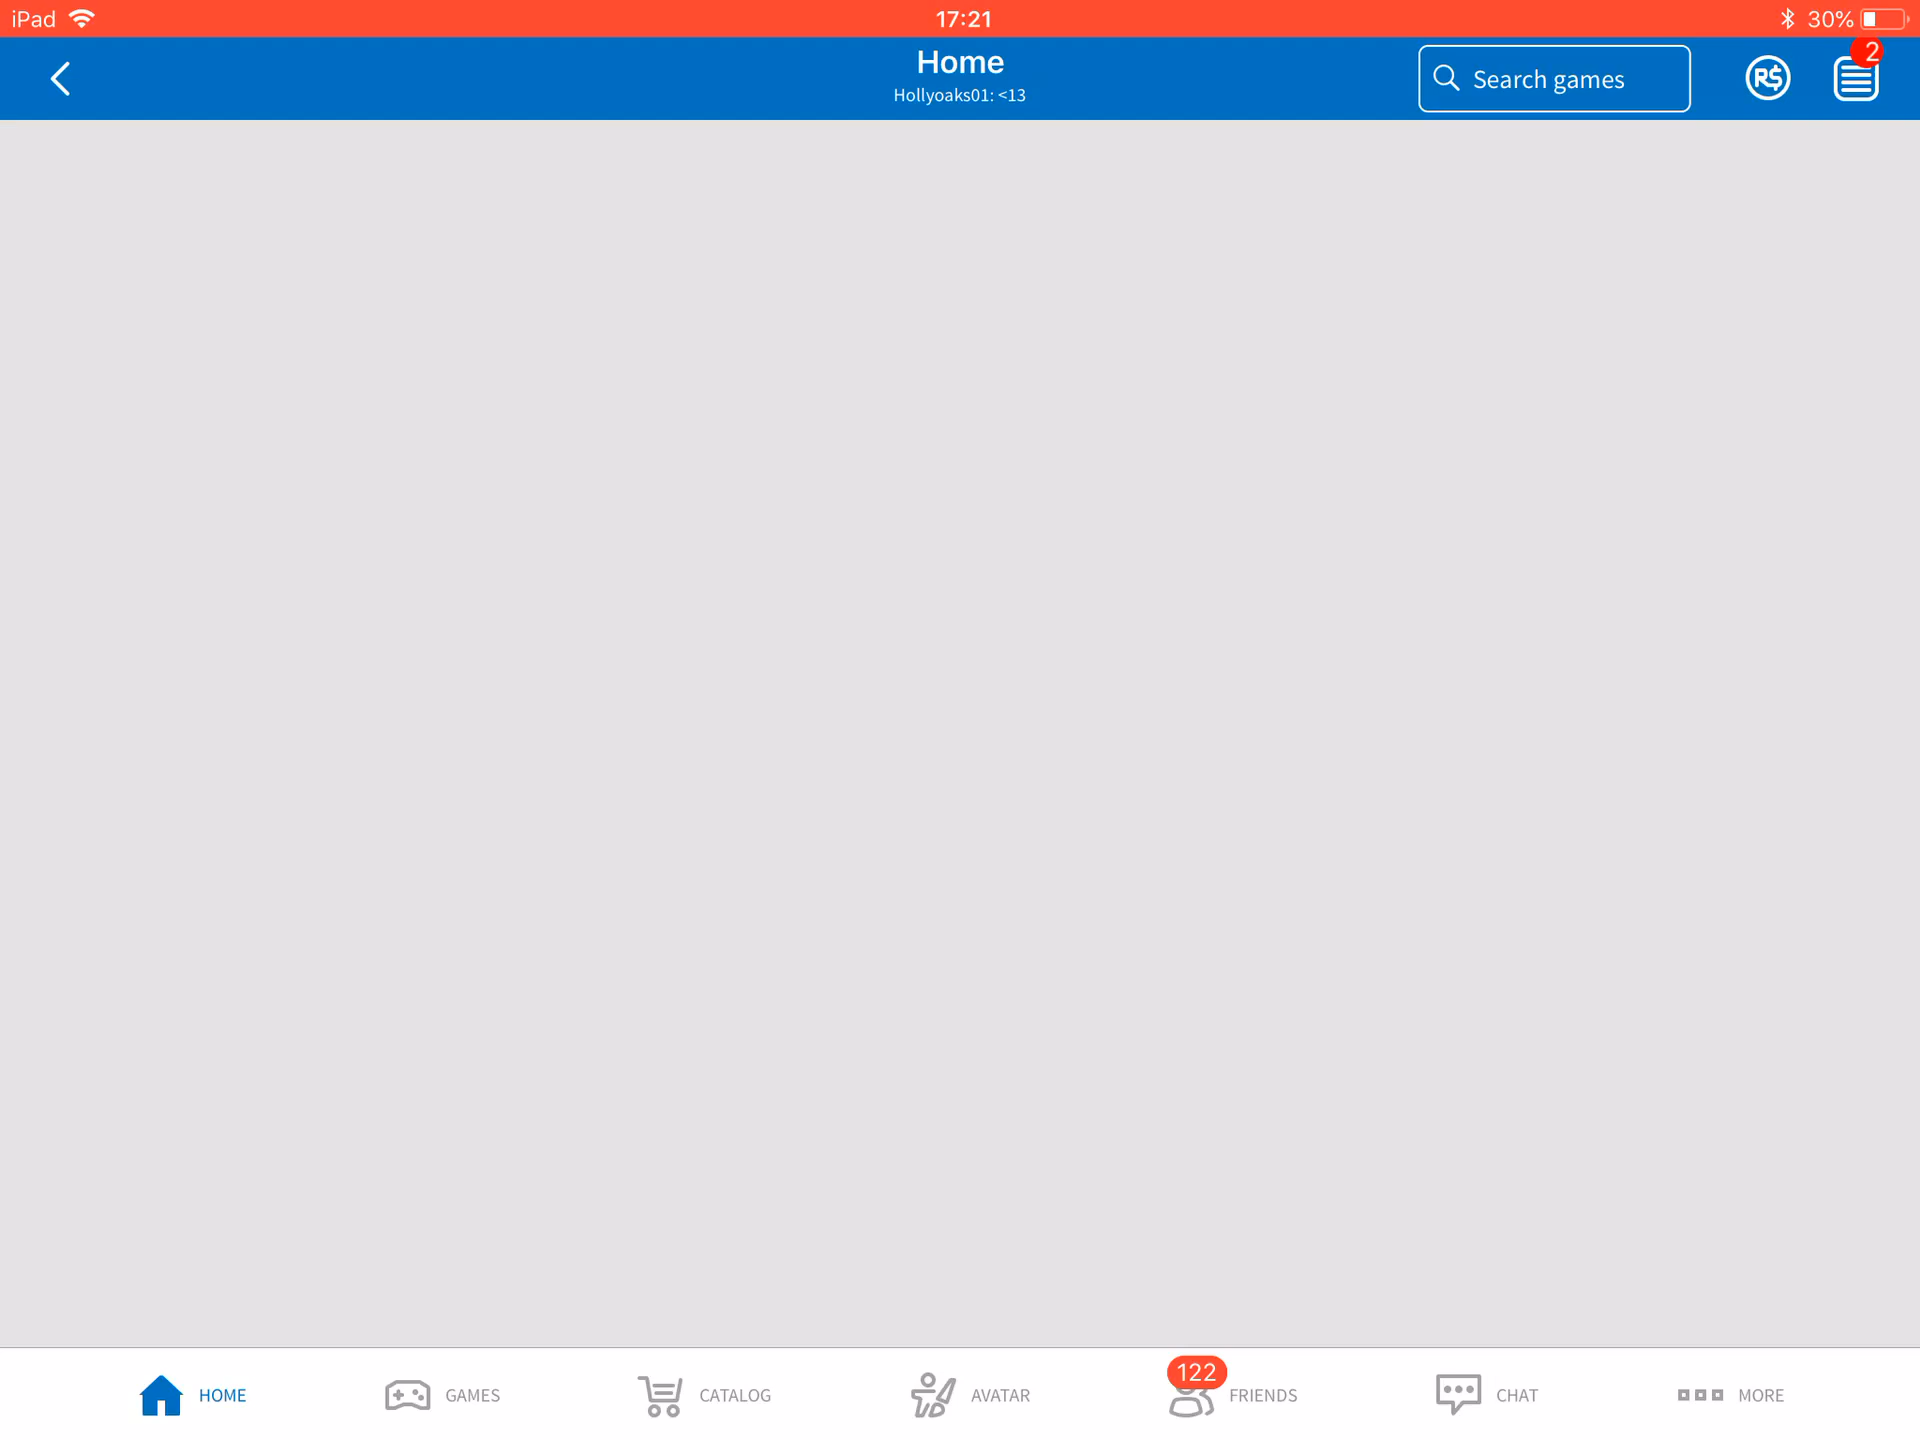 iPad 17:21 30%
Home
Hollyoaks01: <13
Search games
R$
2
HOME
GAMES
CATALOG
AVATAR
122
FRIENDS
CHAT
MORE